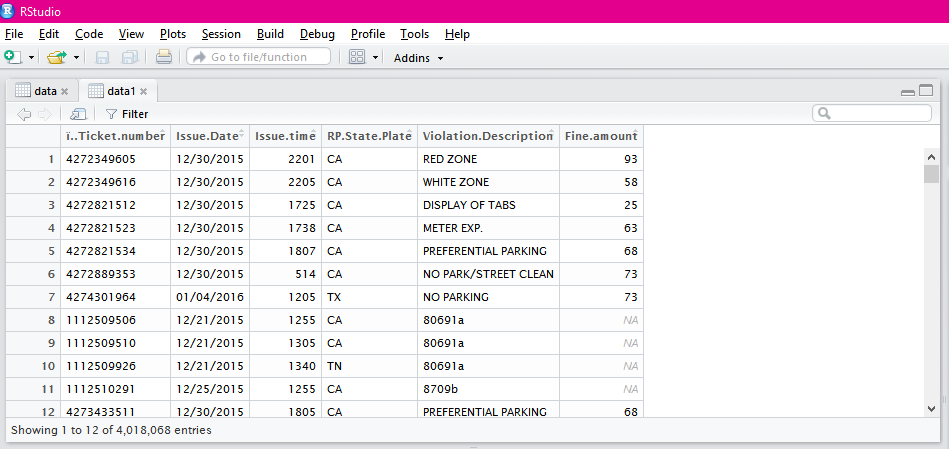 RStudio
File Edit Code View Plots Session Build Debug Profile Tools Help
Go to file/function Addins
data data1
Filter
ï..Ticket.number Issue.Date Issue.time RP.State.Plate Violation.Description Fine.amount
1 4272349605 12/30/2015 2201 CA RED ZONE 93
2 4272349616 12/30/2015 2205 CA WHITE ZONE 58
3 4272821512 12/30/2015 1725 CA DISPLAY OF TABS 25
4 4272821523 12/30/2015 1738 CA METER EXP. 63
5 4272821534 12/30/2015 1807 CA PREFERENTIAL PARKING 68
6 4272889353 12/30/2015 514 CA NO PARK/STREET CLEAN 73
7 4274301964 01/04/2016 1205 TX NO PARKING 73
8 1112509506 12/21/2015 1255 CA 80691a NA
9 1112509510 12/21/2015 1305 CA 80691a NA
10 1112509926 12/21/2015 1340 TN 80691a NA
11 1112510291 12/25/2015 1255 CA 8709b NA
12 4273433511 12/30/2015 1805 CA PREFERENTIAL PARKING 68
Showing 1 to 12 of 4,018,068 entries